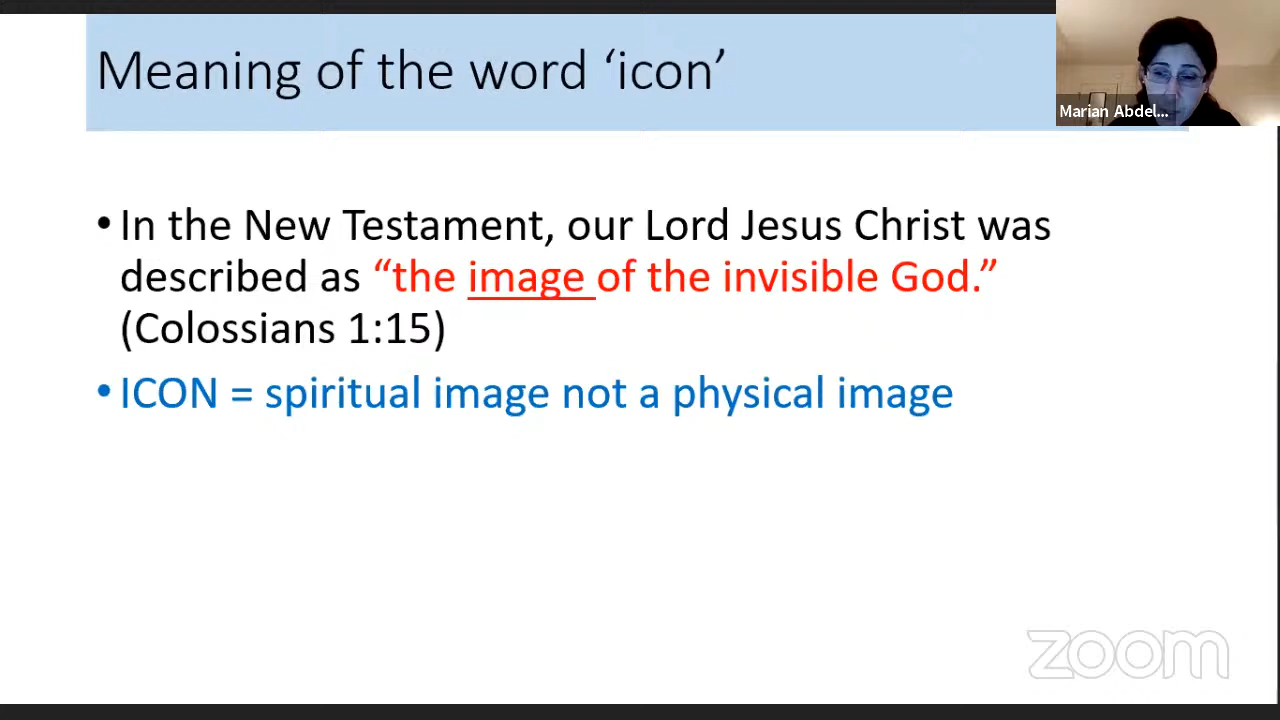 Meaning of the word ‘icon’
Marian Abdel...
• In the New Testament, our Lord Jesus Christ was
described as “the image of the invisible God.”
(Colossians 1:15)
• ICON = spiritual image not a physical image
zoom